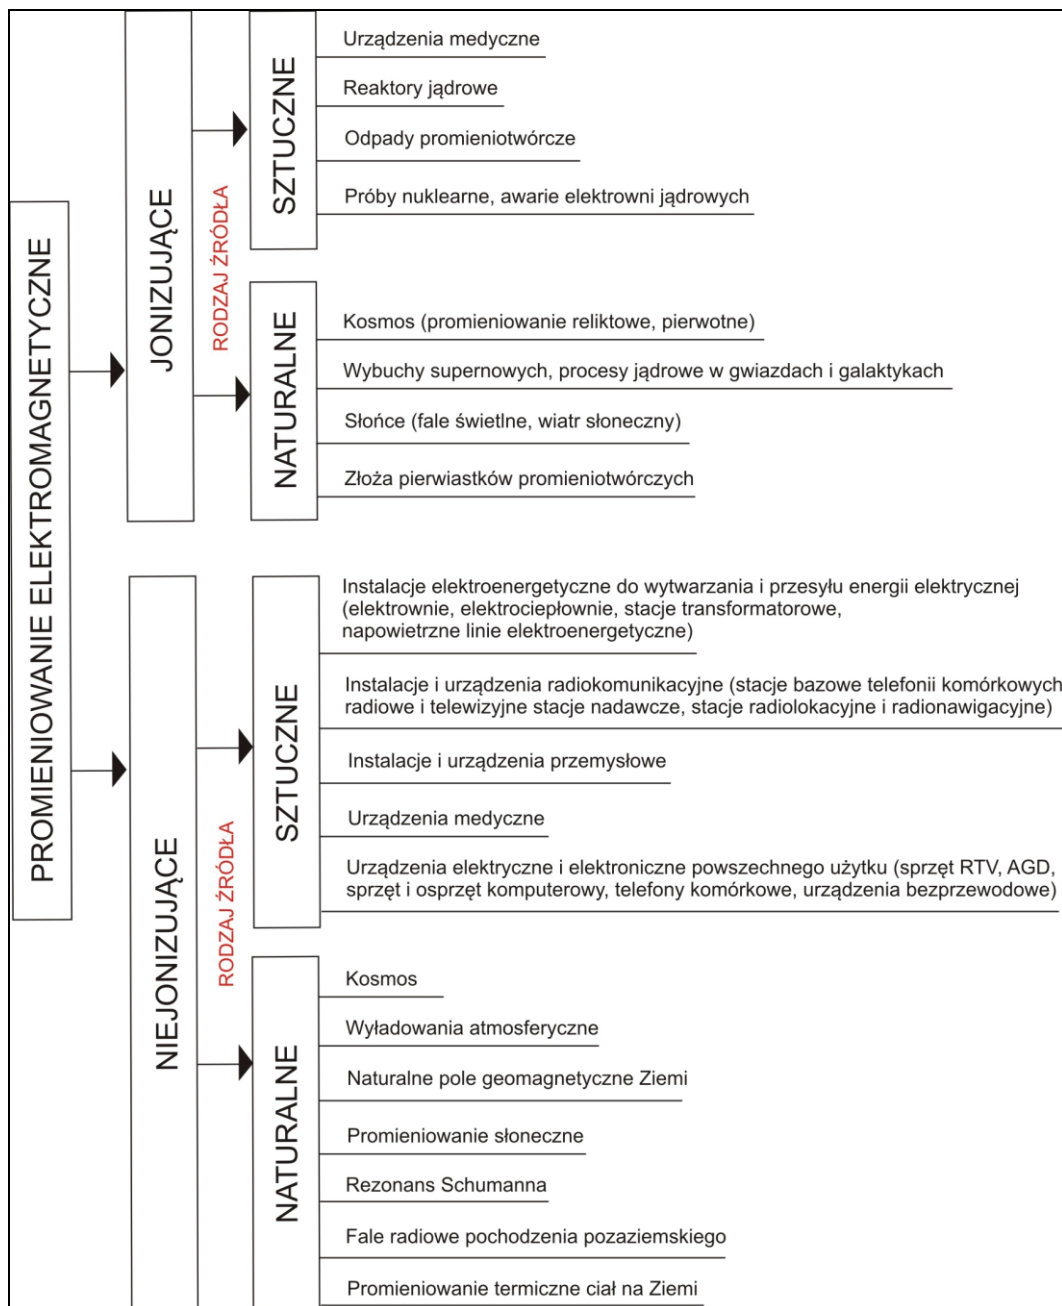 PROMIENIOWANIE ELEKTROMAGNETYCZNE
JONIZUJĄCE
RODZAJ ŹRÓDŁA
SZTUCZNE
Urządzenia medyczne
Reaktory jądrowe
Odpady promieniotwórcze
Próby nuklearne, awarie elektrowni jądrowych
NATURALNE
Kosmos (promieniowanie reliktowe, pierwotne)
Wybuchy supernowych, procesy jądrowe w gwiazdach i galaktykach
Słońce (fale świetlne, wiatr słoneczny)
Złoża pierwiastków promieniotwórczych
NIEJONIZUJĄCE
RODZAJ ŹRÓDŁA
SZTUCZNE
Instalacje elektroenergetyczne do wytwarzania i przesyłu energii elektrycznej
(elektrownie, elektrociepłownie, stacje transformatorowe,
napowietrzne linie elektroenergetyczne)
Instalacje i urządzenia radiokomunikacyjne (stacje bazowe telefonii komórkowych
radiowe i telewizyjne stacje nadawcze, stacje radiolokacyjne i radionawigacyjne)
Instalacje i urządzenia przemysłowe
Urządzenia medyczne
Urządzenia elektryczne i elektroniczne powszechnego użytku (sprzęt RTV, AGD,
sprzęt i osprzęt komputerowy, telefony komórkowe, urządzenia bezprzewodowe)
NATURALNE
Kosmos
Wyładowania atmosferyczne
Naturalne pole geomagnetyczne Ziemi
Promieniowanie słoneczne
Rezonans Schumanna
Fale radiowe pochodzenia pozaziemskiego
Promieniowanie termiczne ciał na Ziemi